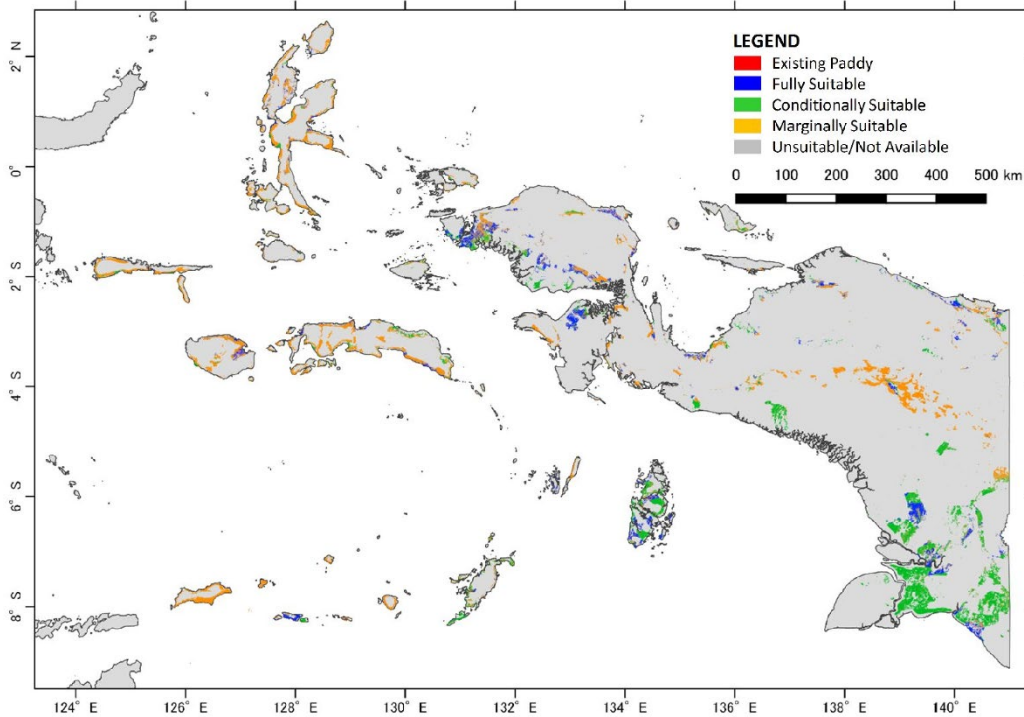 LEGEND
Existing Paddy
Fully Suitable
Conditionally Suitable
Marginally Suitable
Unsuitable/Not Available
0 100 200 300 400 500 km
2° N
0°
2° S
4° S
6° S
8° S
124° E 126° E 128° E 130° E 132° E 134° E 136° E 138° E 140° E